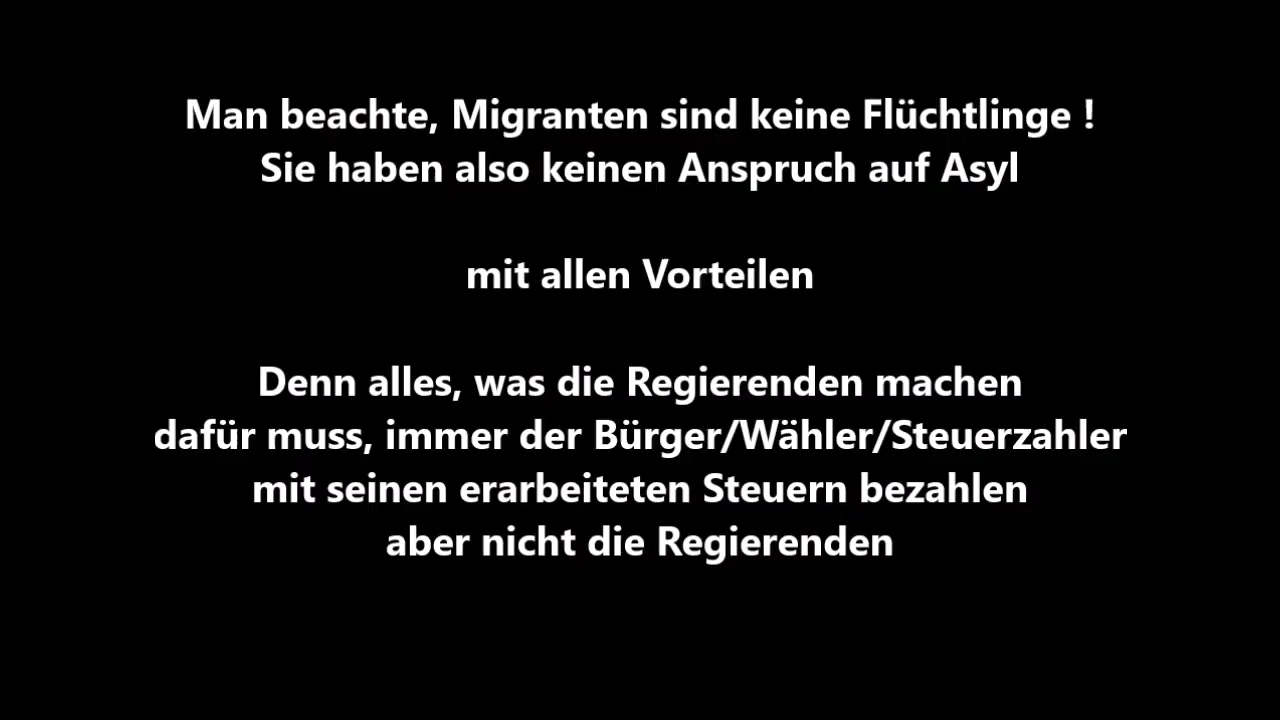 Man beachte, Migranten sind keine Flüchtlinge !
Sie haben also keinen Anspruch auf Asyl
mit allen Vorteilen
Denn alles, was die Regierenden machen
dafür muss, immer der Bürger/Wähler/Steuerzahler
mit seinen erarbeiteten Steuern bezahlen
aber nicht die Regierenden